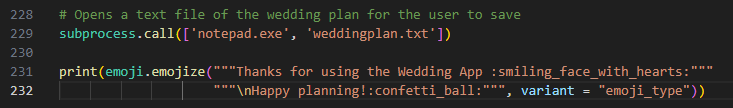 228 # Opens a text file of the wedding plan for the user to save
229 subprocess.call(['notepad.exe', 'weddingplan.txt'])
230
231 print(emoji.emojize("""Thanks for using the Wedding App :smiling_face_with_hearts:"""
232 """\nHappy planning!:confetti_ball:""", variant = "emoji_type"))